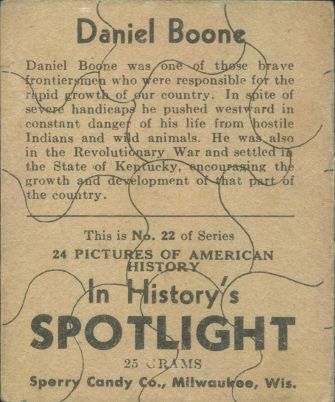 Daniel Boone
Daniel Boone was one of those brave
frontiersmen who were responsible for the
rapid growth of our country. In spite of
severe handicaps he pushed westward in
constant danger of his life from hostile
Indians and wild animals. He was also
in the Revolutionary War and settled in
the State of Kentucky, encouraging the
growth and development of that part of
the country.
This is No. 22 of Series
24 PICTURES OF AMERICAN
HISTORY
In History's
SPOTLIGHT
25 GRAMS
Sperry Candy Co., Milwaukee, Wis.